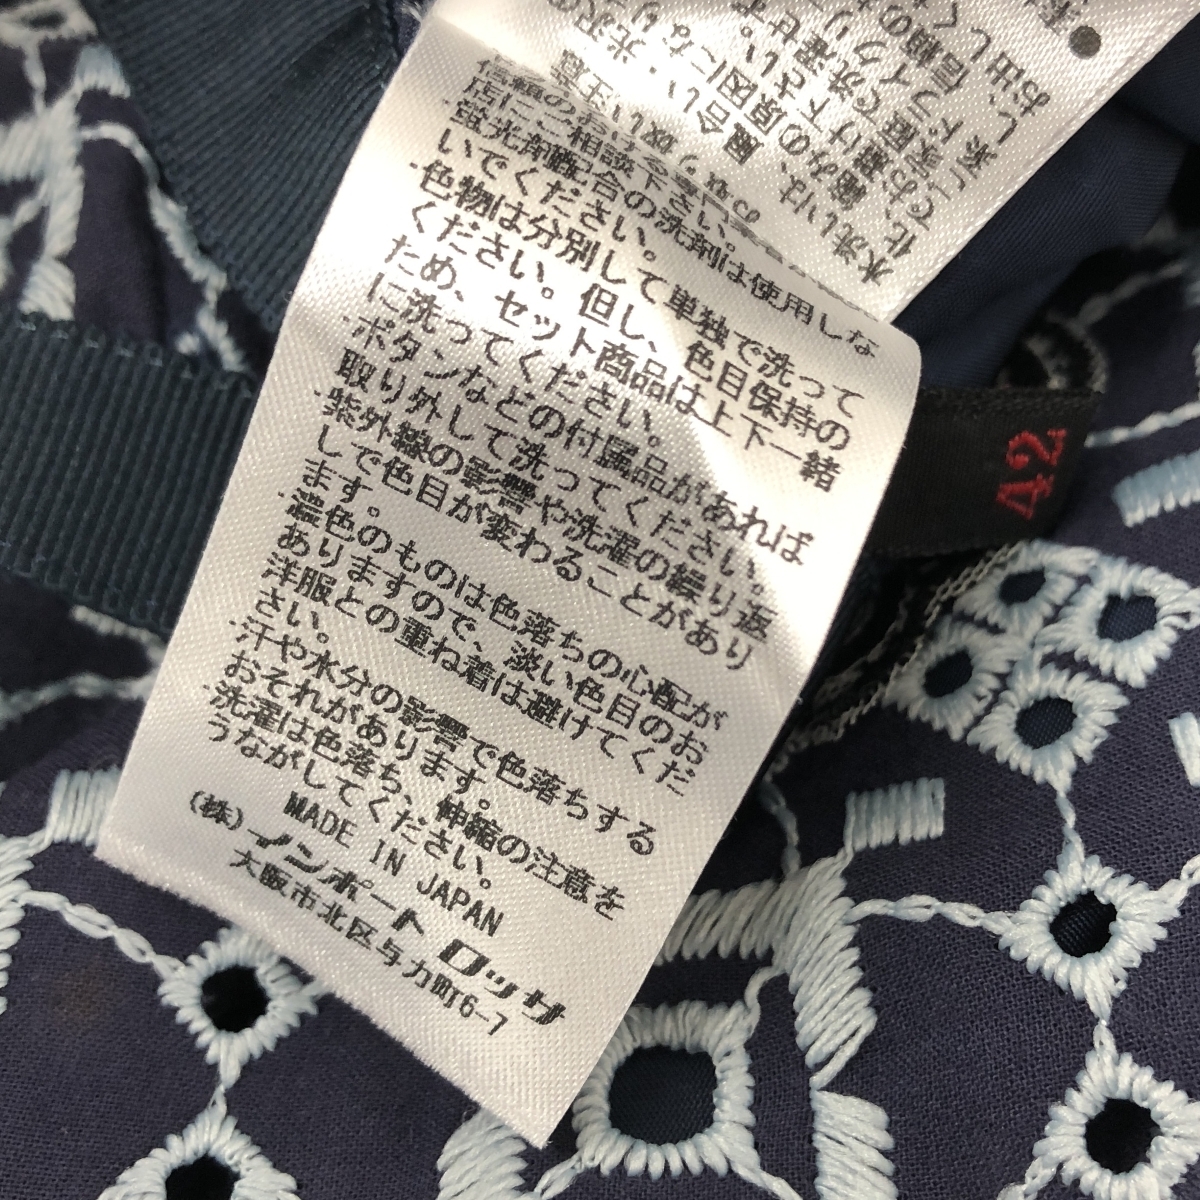 店にご相談下さい。
・蛍光剤配合の洗剤は使用しな
いでください。
・色物は分別して単独で洗って
ください。但し、色目保持の
ため、セット商品は上下一緒
に洗ってください。
・ボタンなどの付属品があれば
取り外して洗ってください。
・紫外線の影響や洗濯の繰り返
しで色目が変わることがあり
ます。
・濃色のものは色落ちの心配が
ありますので、淡い色目のお
洋服との重ね着は避けてくだ
さい。
・汗や水分の影響で色落ちする
おそれがあります。
・洗濯は色落ち、伸縮の注意を
うながしてください。
MADE IN JAPAN
(株)インポート ロッサ
大阪市北区与力町6-7
42